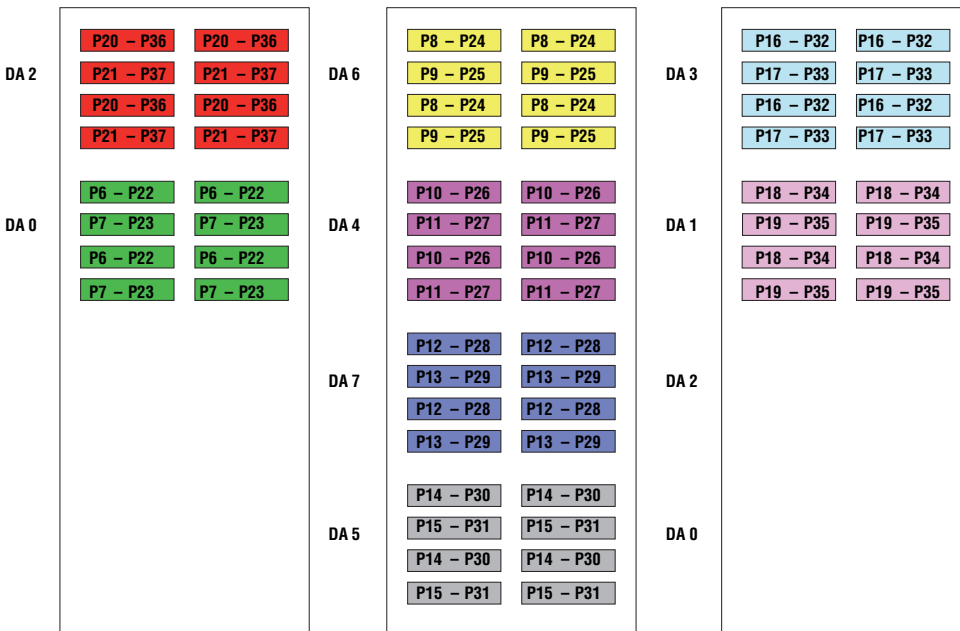 P20 – P36 P20 – P36 P8 – P24 P8 – P24 P16 – P32 P16 – P32
DA 2 P21 – P37 P21 – P37 DA 6 P9 – P25 P9 – P25 DA 3 P17 – P33 P17 – P33
P20 – P36 P20 – P36 P8 – P24 P8 – P24 P16 – P32 P16 – P32
P21 – P37 P21 – P37 P9 – P25 P9 – P25 P17 – P33 P17 – P33
P6 – P22 P6 – P22 P10 – P26 P10 – P26 P18 – P34 P18 – P34
DA 0 P7 – P23 P7 – P23 DA 4 P11 – P27 P11 – P27 DA 1 P19 – P35 P19 – P35
P6 – P22 P6 – P22 P10 – P26 P10 – P26 P18 – P34 P18 – P34
P7 – P23 P7 – P23 P11 – P27 P11 – P27 P19 – P35 P19 – P35
P12 – P28 P12 – P28
DA 7 P13 – P29 P13 – P29 DA 2
P12 – P28 P12 – P28
P13 – P29 P13 – P29
P14 – P30 P14 – P30
DA 5 P15 – P31 P15 – P31 DA 0
P14 – P30 P14 – P30
P15 – P31 P15 – P31